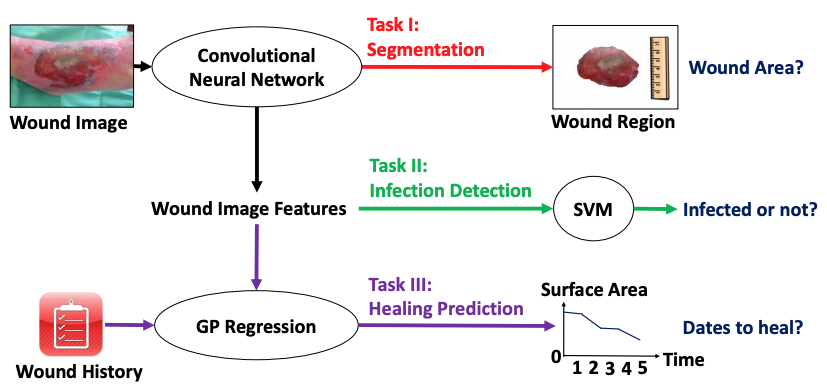 Task I:
Segmentation
Convolutional
Neural Network
Wound Area?
Wound Image
Wound Region
Task II:
Infection Detection
Wound Image Features
SVM
Infected or not?
Task III:
Healing Prediction
Surface Area
GP Regression
Dates to heal?
0
Time
1 2 3 4 5
Wound History